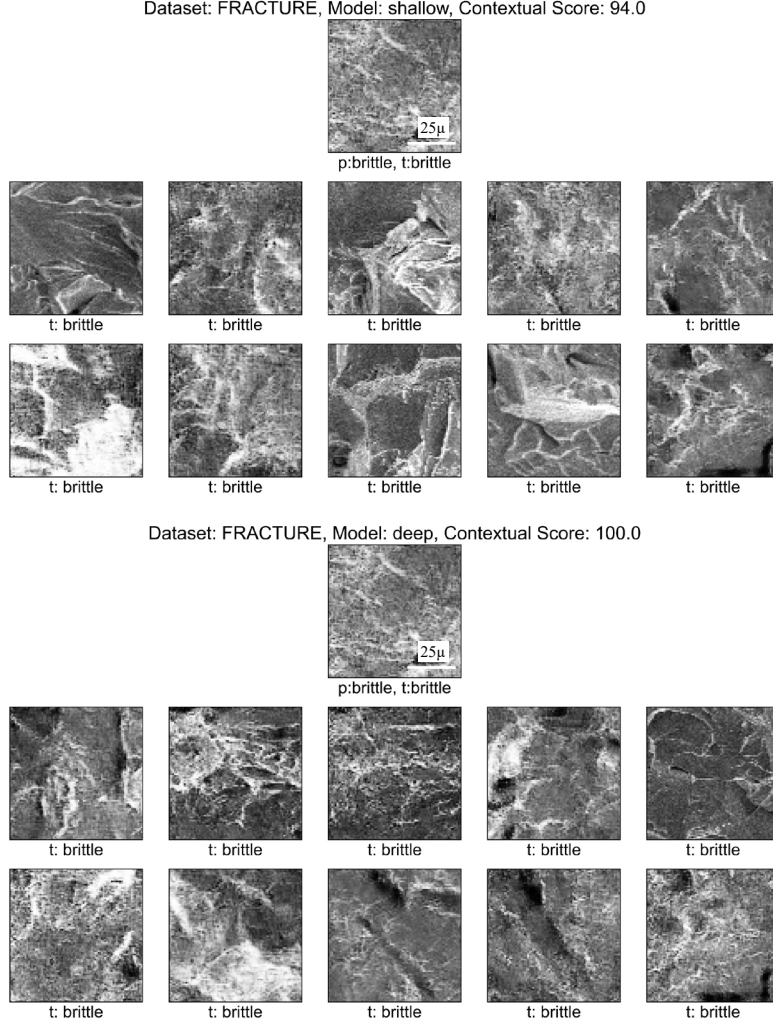 Dataset: FRACTURE, Model: shallow, Contextual Score: 94.0
25µ
p:brittle, t:brittle
t: brittle t: brittle t: brittle t: brittle t: brittle
t: brittle t: brittle t: brittle t: brittle t: brittle
Dataset: FRACTURE, Model: deep, Contextual Score: 100.0
25µ
p:brittle, t:brittle
t: brittle t: brittle t: brittle t: brittle t: brittle
t: brittle t: brittle t: brittle t: brittle t: brittle